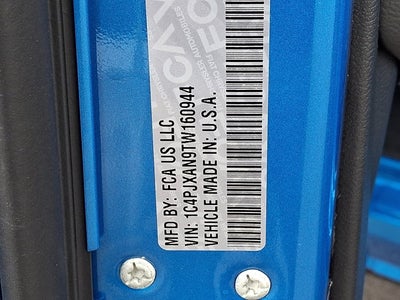 MFD BY: FCA US LLC
VIN: 1C4PJXAN9TW160944
VEHICLE MADE IN: U.S.A.